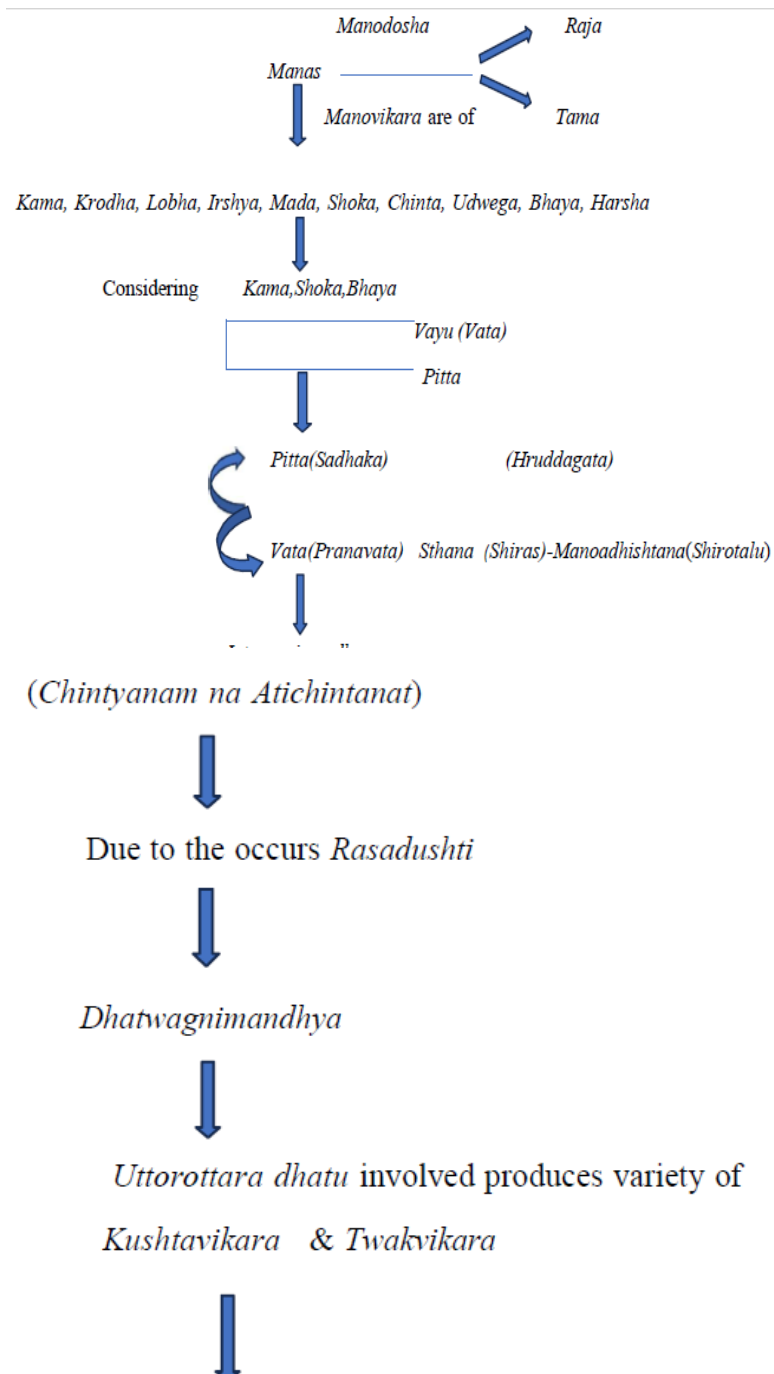 Manodosha Raja
Manas
Manovikara are of Tama
Kama, Krodha, Lobha, Irshya, Mada, Shoka, Chinta, Udwega, Bhaya, Harsha
Considering Kama,Shoka,Bhaya
Vayu (Vata)
Pitta
Pitta(Sadhaka) (Hruddagata)
Vata(Pranavata) Sthana (Shiras)-Manoadhishtana(Shirotalu)
(Chintyanam na Atichintanat)
Due to the occurs Rasadushti
Dhatwagnimandhya
Uttorottara dhatu involved produces variety of
Kushtavikara & Twakvikara